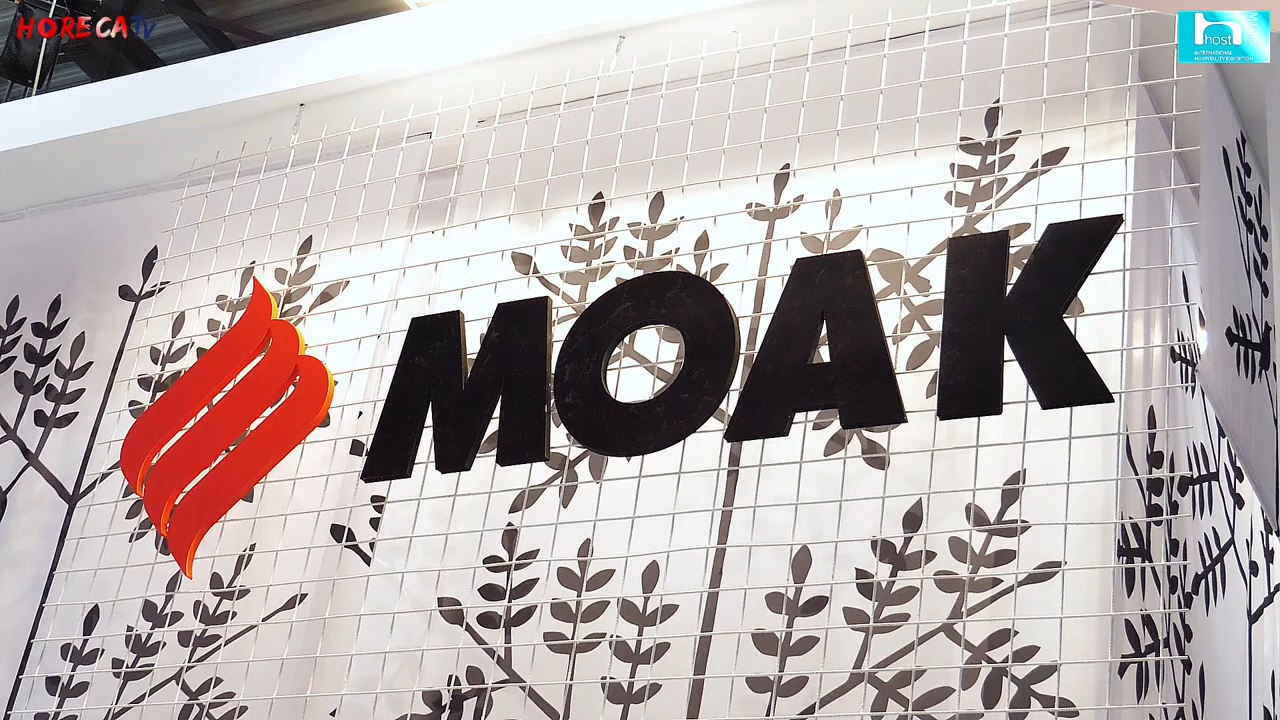 HORECATV
host
INTERNATIONAL
HOSPITALITY EXHIBITION
MOAK